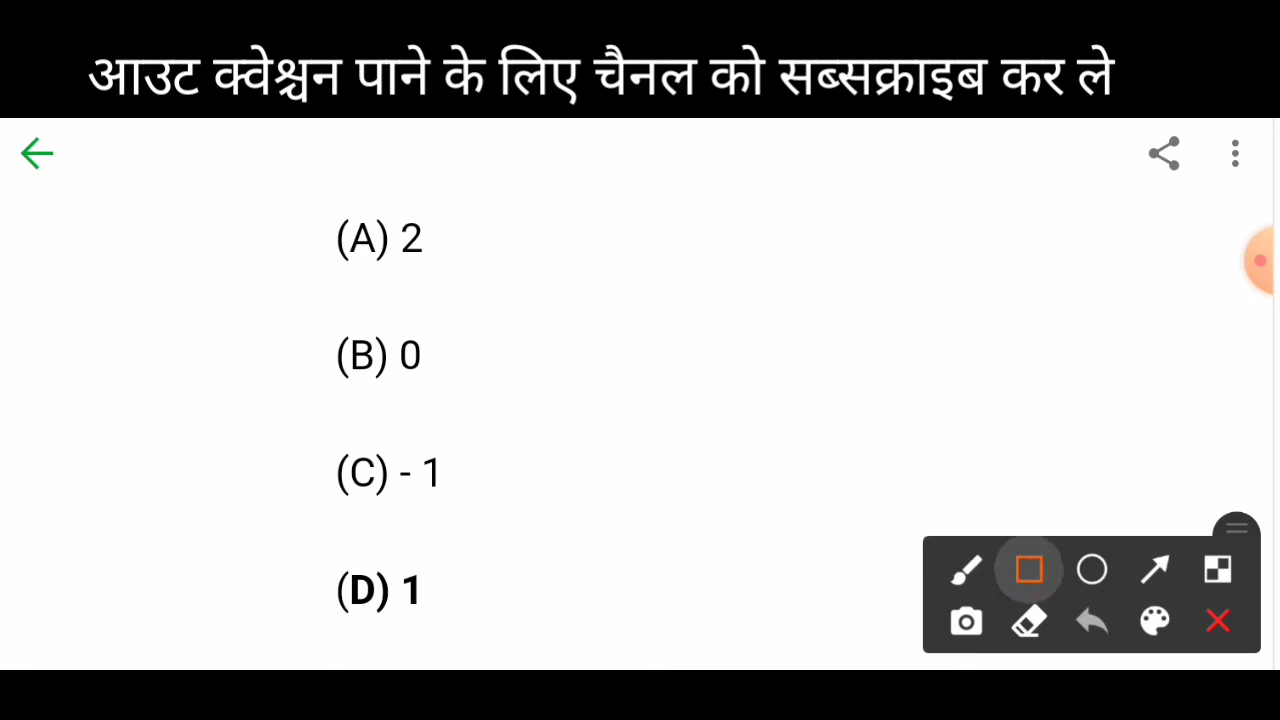 आउट क्वेश्चन पाने के लिए चैनल को सब्सक्राइब कर ले
(A) 2
(B) 0
(C) - 1
(D) 1